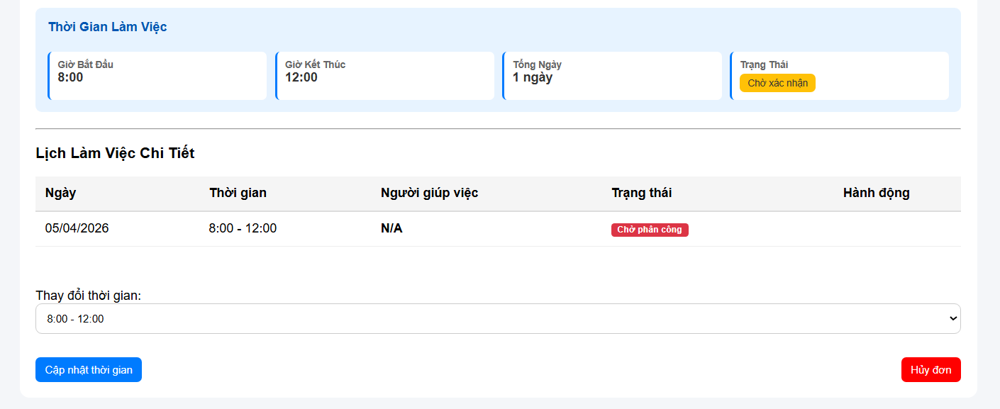 Thời Gian Làm Việc
Giờ Bắt Đầu
8:00
Giờ Kết Thúc
12:00
Tổng Ngày
1 ngày
Trạng Thái
Chờ xác nhận
Lịch Làm Việc Chi Tiết
Ngày Thời gian Người giúp việc Trạng thái Hành động
05/04/2026 8:00 - 12:00 N/A Chờ phân công
Thay đổi thời gian:
8:00 - 12:00
Cập nhật thời gian Hủy đơn